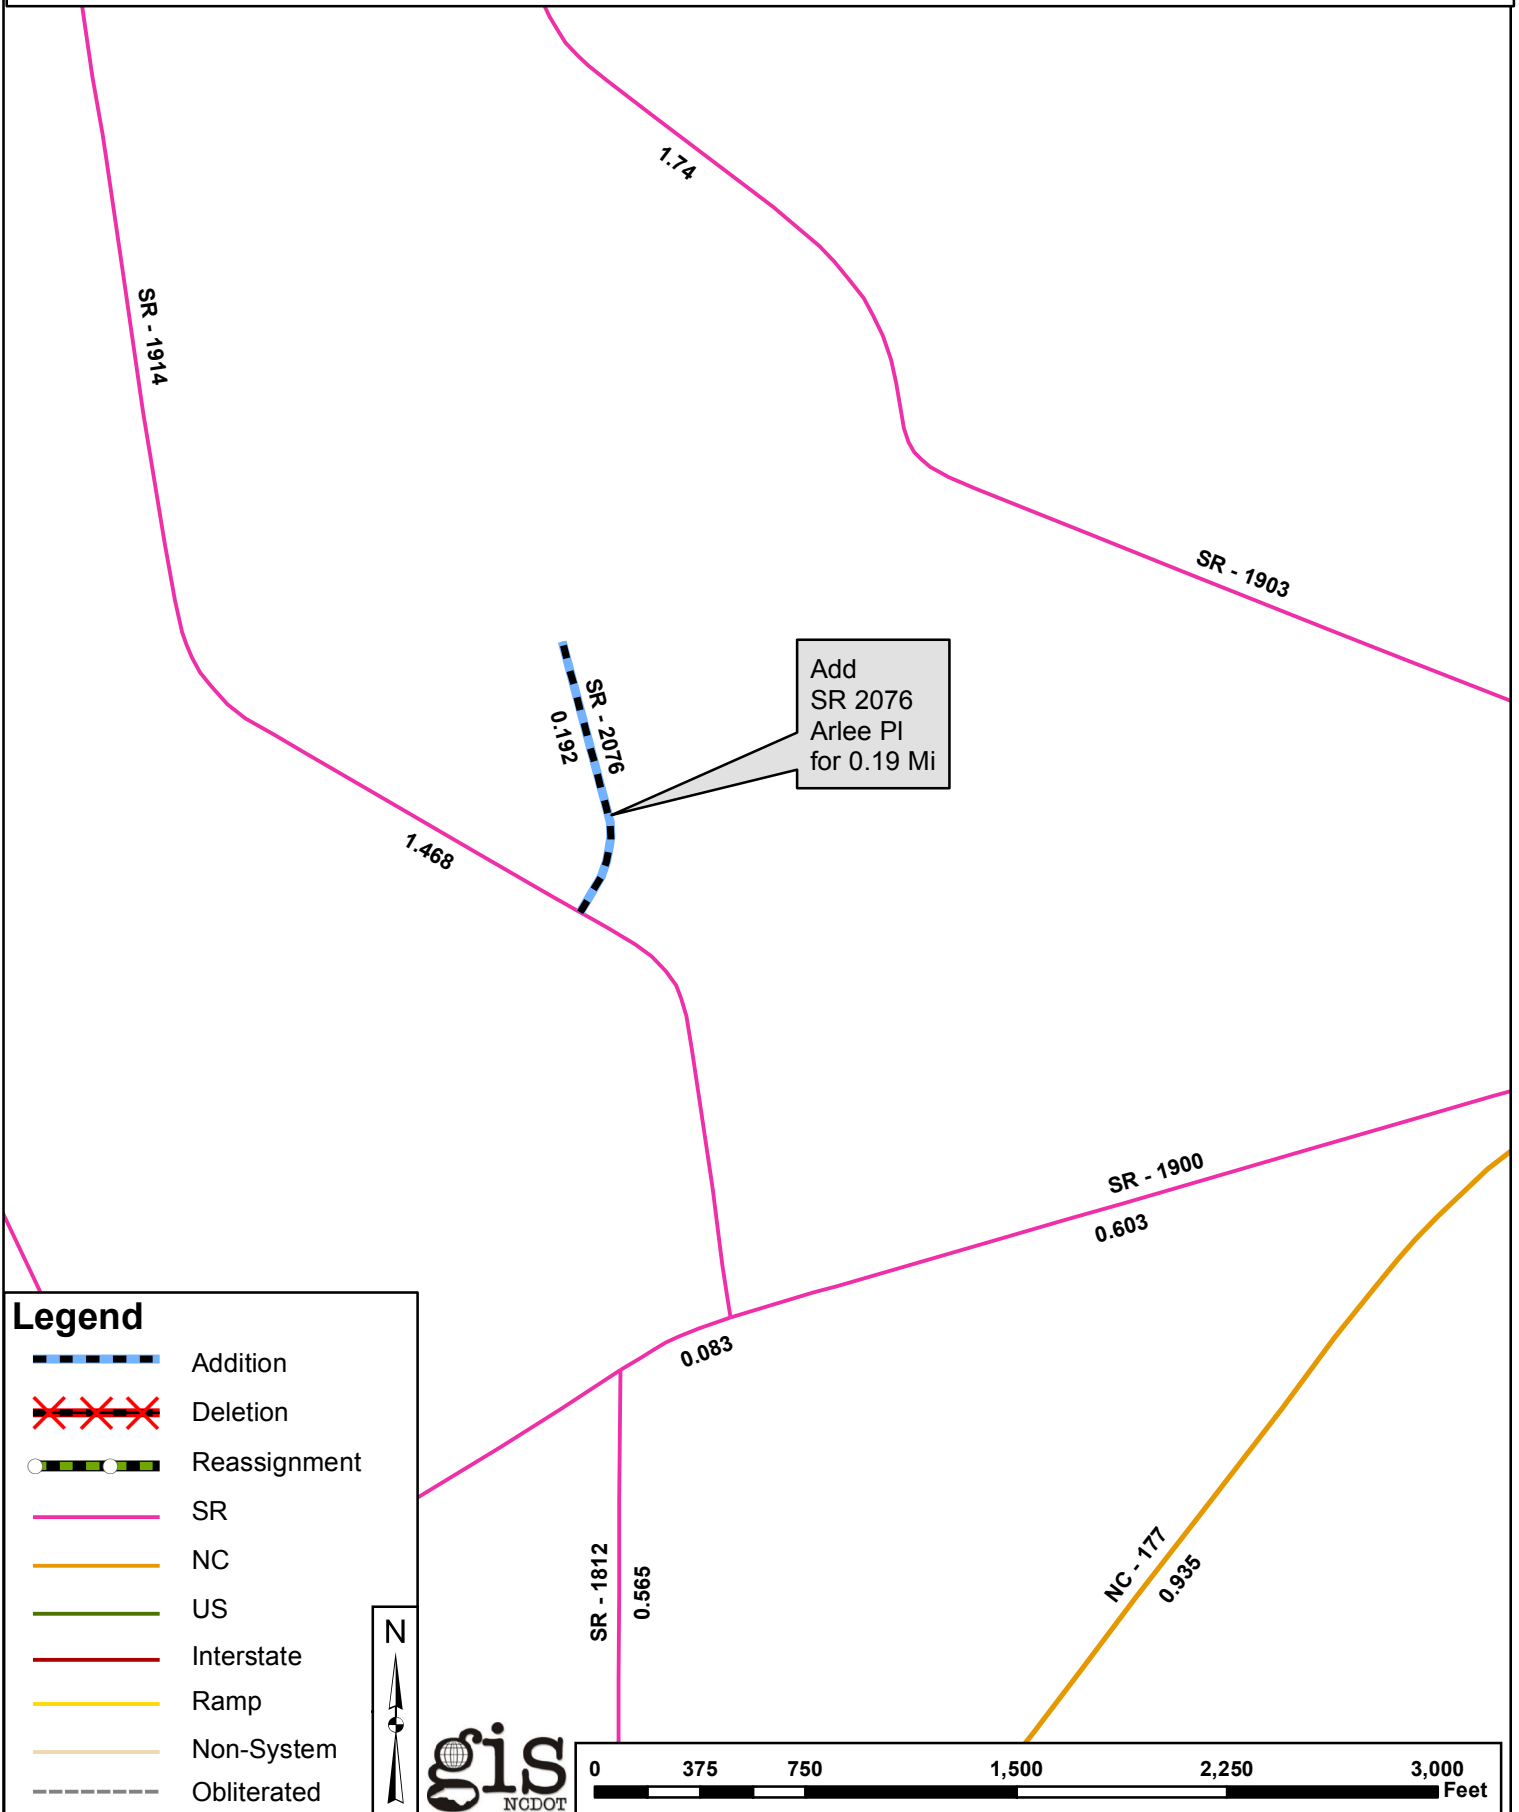 1.74
SR - 1914
SR - 1903
SR - 2076
0.192
Add
SR 2076
Arlee Pl
for 0.19 Mi
1.468
SR - 1900
0.603
0.083
SR - 1812
0.565
NC - 177
0.935
Legend
Addition
Deletion
Reassignment
SR
NC
US
Interstate
Ramp
Non-System
Obliterated
N
gis
NCDOT
0 375 750 1,500 2,250 3,000
Feet